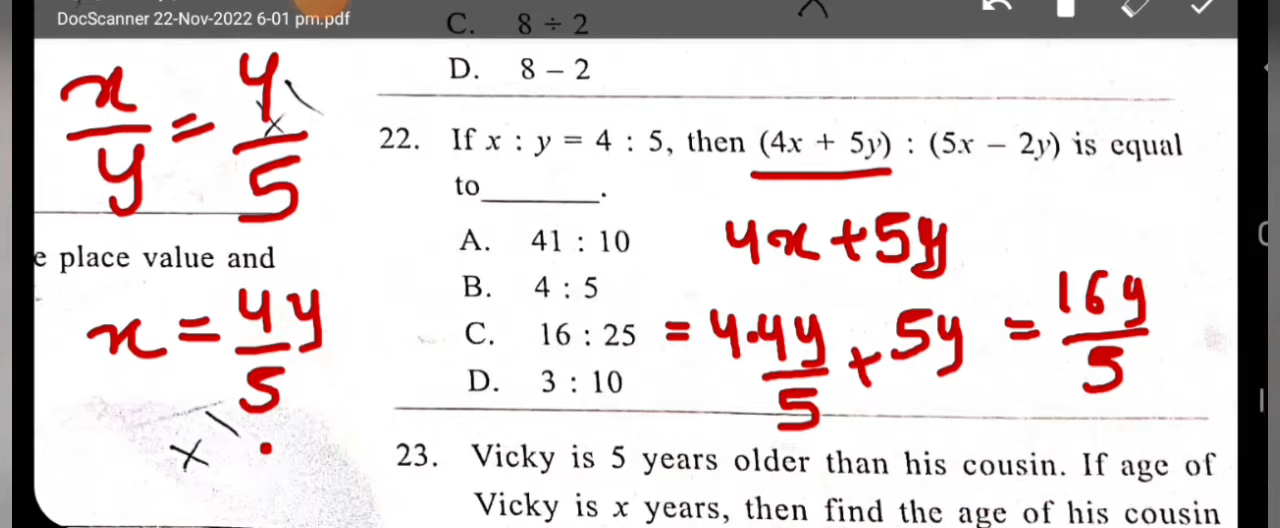 DocScanner 22-Nov-2022 6-01 pm.pdf
C. 8 ÷ 2
D. 8 – 2
x/y = 4/5
22. If x : y = 4 : 5, then (4x + 5y) : (5x – 2y) is equal
to ______.
A. 41 : 10
B. 4 : 5
C. 16 : 25
D. 3 : 10
4x + 5y
= 4·4y/5 + 5y = 16y/5
e place value and
x = 4y/5
23. Vicky is 5 years older than his cousin. If age of
Vicky is x years, then find the age of his cousin